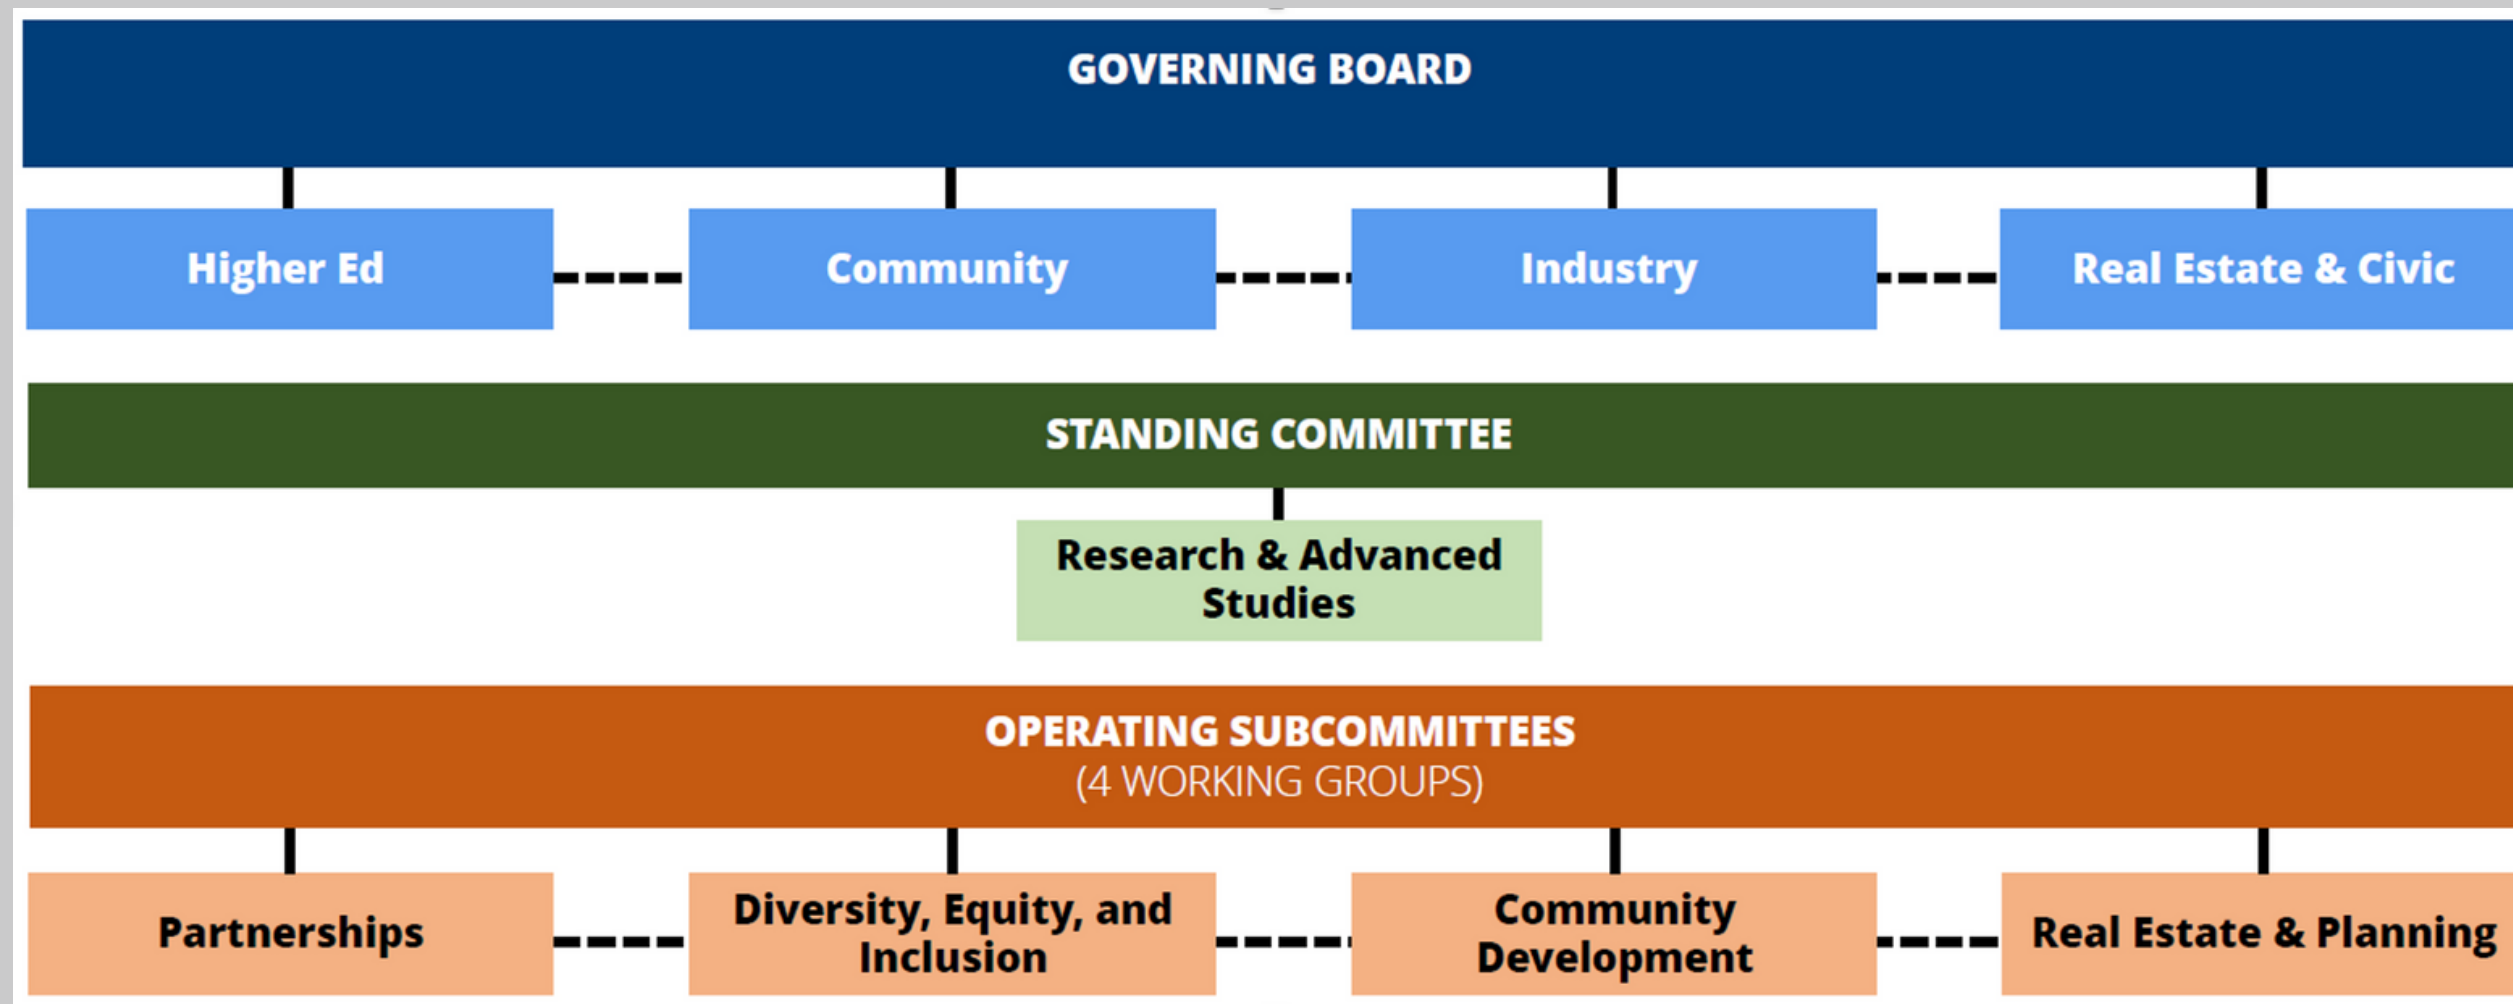 GOVERNING BOARD
Higher Ed
Community
Industry
Real Estate & Civic
STANDING COMMITTEE
Research & Advanced
Studies
OPERATING SUBCOMMITTEES
(4 WORKING GROUPS)
Partnerships
Diversity, Equity, and
Inclusion
Community
Development
Real Estate & Planning